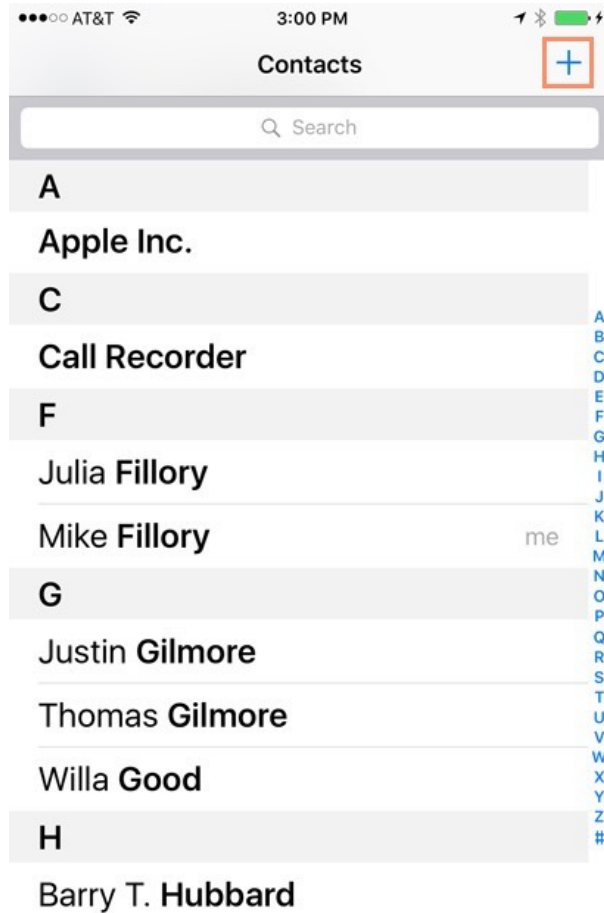 AT&T 3:00 PM
Contacts +
Search
A
Apple Inc.
C
Call Recorder
F
Julia Fillory
Mike Fillory me
G
Justin Gilmore
Thomas Gilmore
Willa Good
H
Barry T. Hubbard
A
B
C
D
E
F
G
H
I
J
K
L
M
N
O
P
Q
R
S
T
U
V
W
X
Y
Z
#